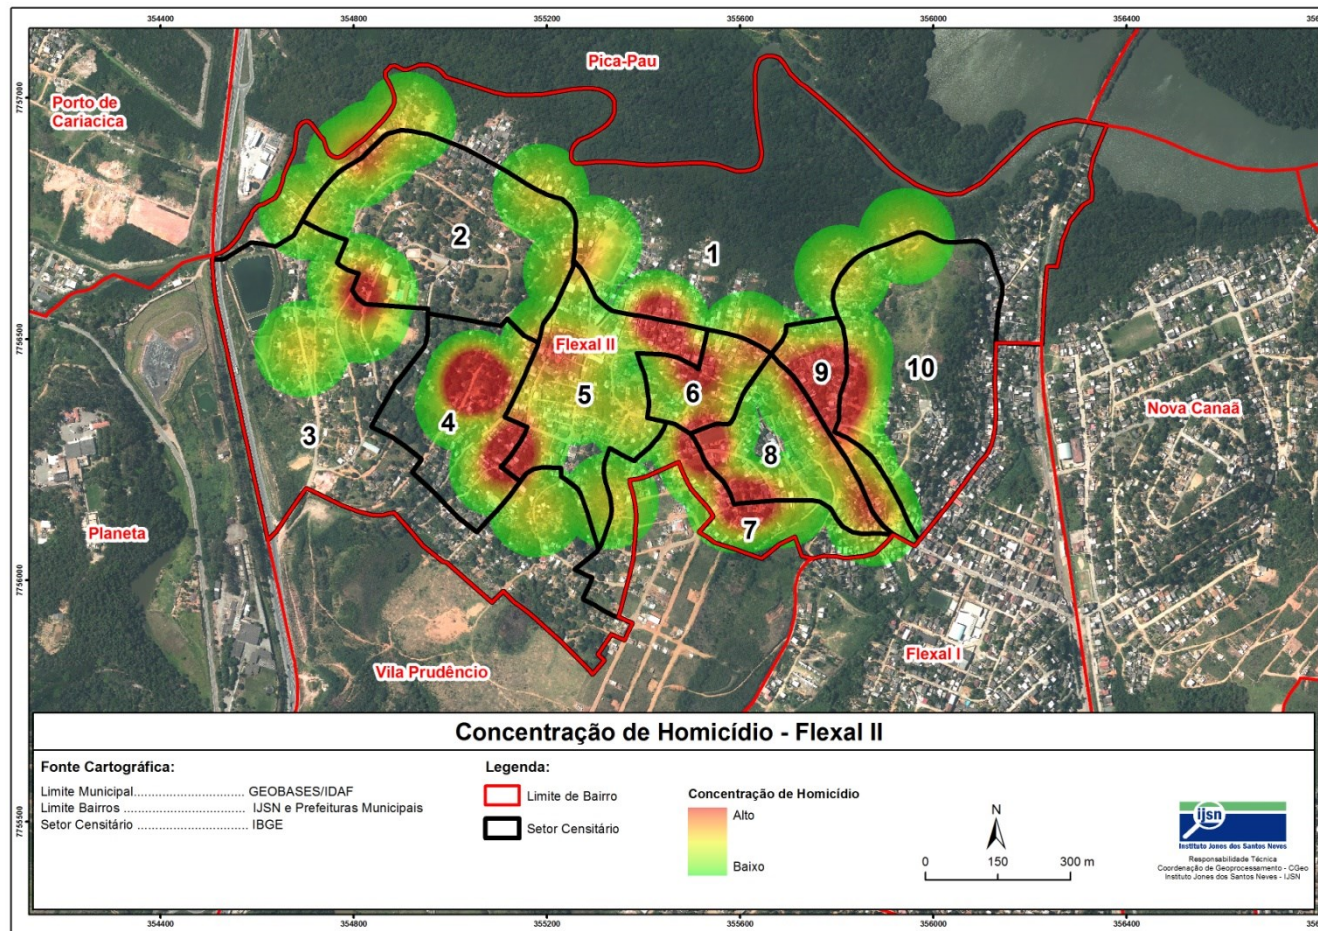 354400 354800 355200 355600 356000 356400
7757000
7756500
7756000
7755500
Pica-Pau
Porto de
Cariacica
2
1
Flexal II
10
9
5
6
4
3
8
7
Nova Canaã
Planeta
Flexal I
Vila Prudêncio
Concentração de Homicídio - Flexal II
Fonte Cartográfica:
Limite Municipal............................ GEOBASES/IDAF
Limite Bairros .............................. IJSN e Prefeituras Municipais
Setor Censitário ........................... IBGE
Legenda:
Limite de Bairro
Setor Censitário
Concentração de Homicídio
Alto
Baixo
N
0 150 300 m
ijsn
Instituto Jones dos Santos Neves
Responsabilidade Técnica
Coordenação de Geoprocessamento - CGeo
Instituto Jones dos Santos Neves - IJSN
354400 354800 355200 355600 356000 356400